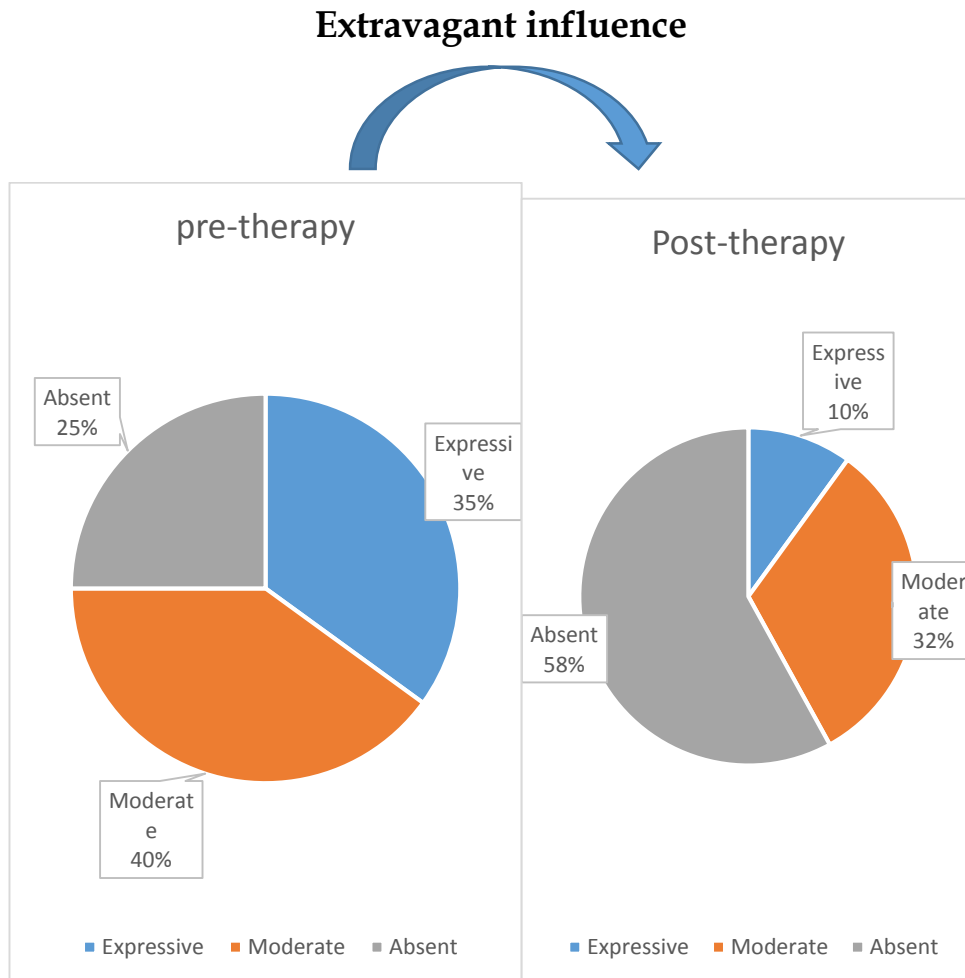 Extravagant influence
pre-therapy
Absent
25%
Expressi
ve
35%
Moderat
e
40%
Expressive Moderate Absent
Post-therapy
Express
ive
10%
Moder
ate
32%
Absent
58%
Expressive Moderate Absent